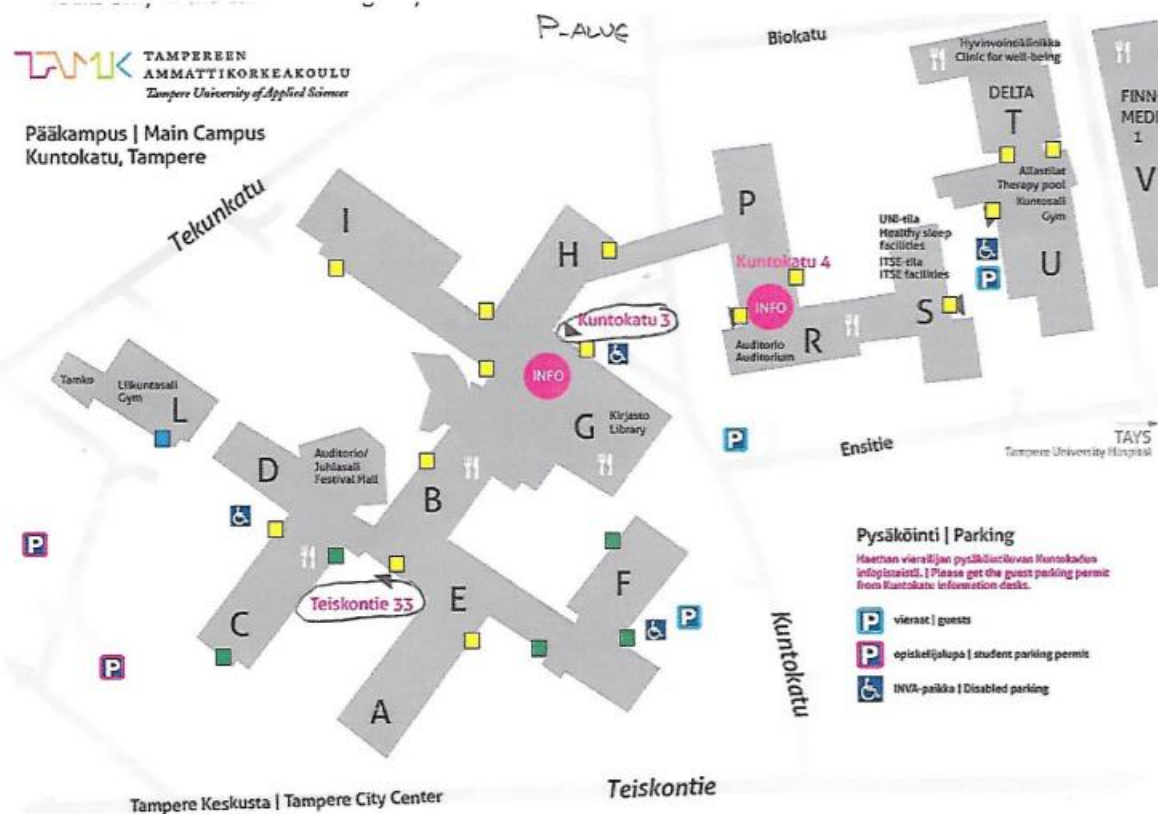 P-ALUE
TAMK
TAMPEREEN
AMMATTIKORKEAKOULU
Tampere University of Applied Sciences
Pääkampus | Main Campus
Kuntokatu, Tampere
Tekunkatu
Biokatu
Hyvinvointiklinikka
Clinic for well-being
DELTA
T
FINN
MEDI
1
V
Allastilat
Therapy pool
Kuntosali
Gym
U
UNI-tila
Healthy sleep
facilities
ITSE-tila
ITSE facilities
S
P
Kuntokatu 4
INFO
R
Auditorio
Auditorium
I
H
Kuntokatu 3
INFO
G
Kirjasto
Library
Tamko
Liikuntasali
Gym
L
D
Auditorio/
Juhlasali
Festival Hall
B
C
Teiskontie 33
E
F
A
P
P
P
P
P
Ensitie
TAYS
Tampere University Hospital
Kuntokatu
Pysäköinti | Parking
Haethan vierailijan pysäköintiluvan Kuntokadun
infopisteistä. | Please get the guest parking permit
from Kuntokatu information desks.
P vieraat | guests
P opiskelijalupa | student parking permit
INVA-paikka | Disabled parking
Teiskontie
Tampere Keskusta | Tampere City Center